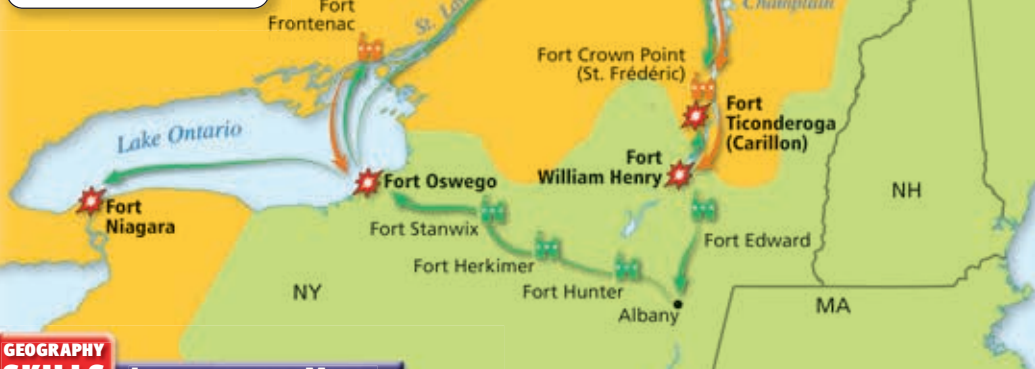 Fort
Frontenac
St. La
Champlain
Fort Crown Point
(St. Frédéric)
Fort
Ticonderoga
(Carillon)
Lake Ontario
Fort
William Henry
Fort Oswego
NH
Fort
Niagara
Fort Stanwix
Fort Edward
Fort Herkimer
NY
Fort Hunter
MA
Albany
GEOGRAPHY
SKILLS